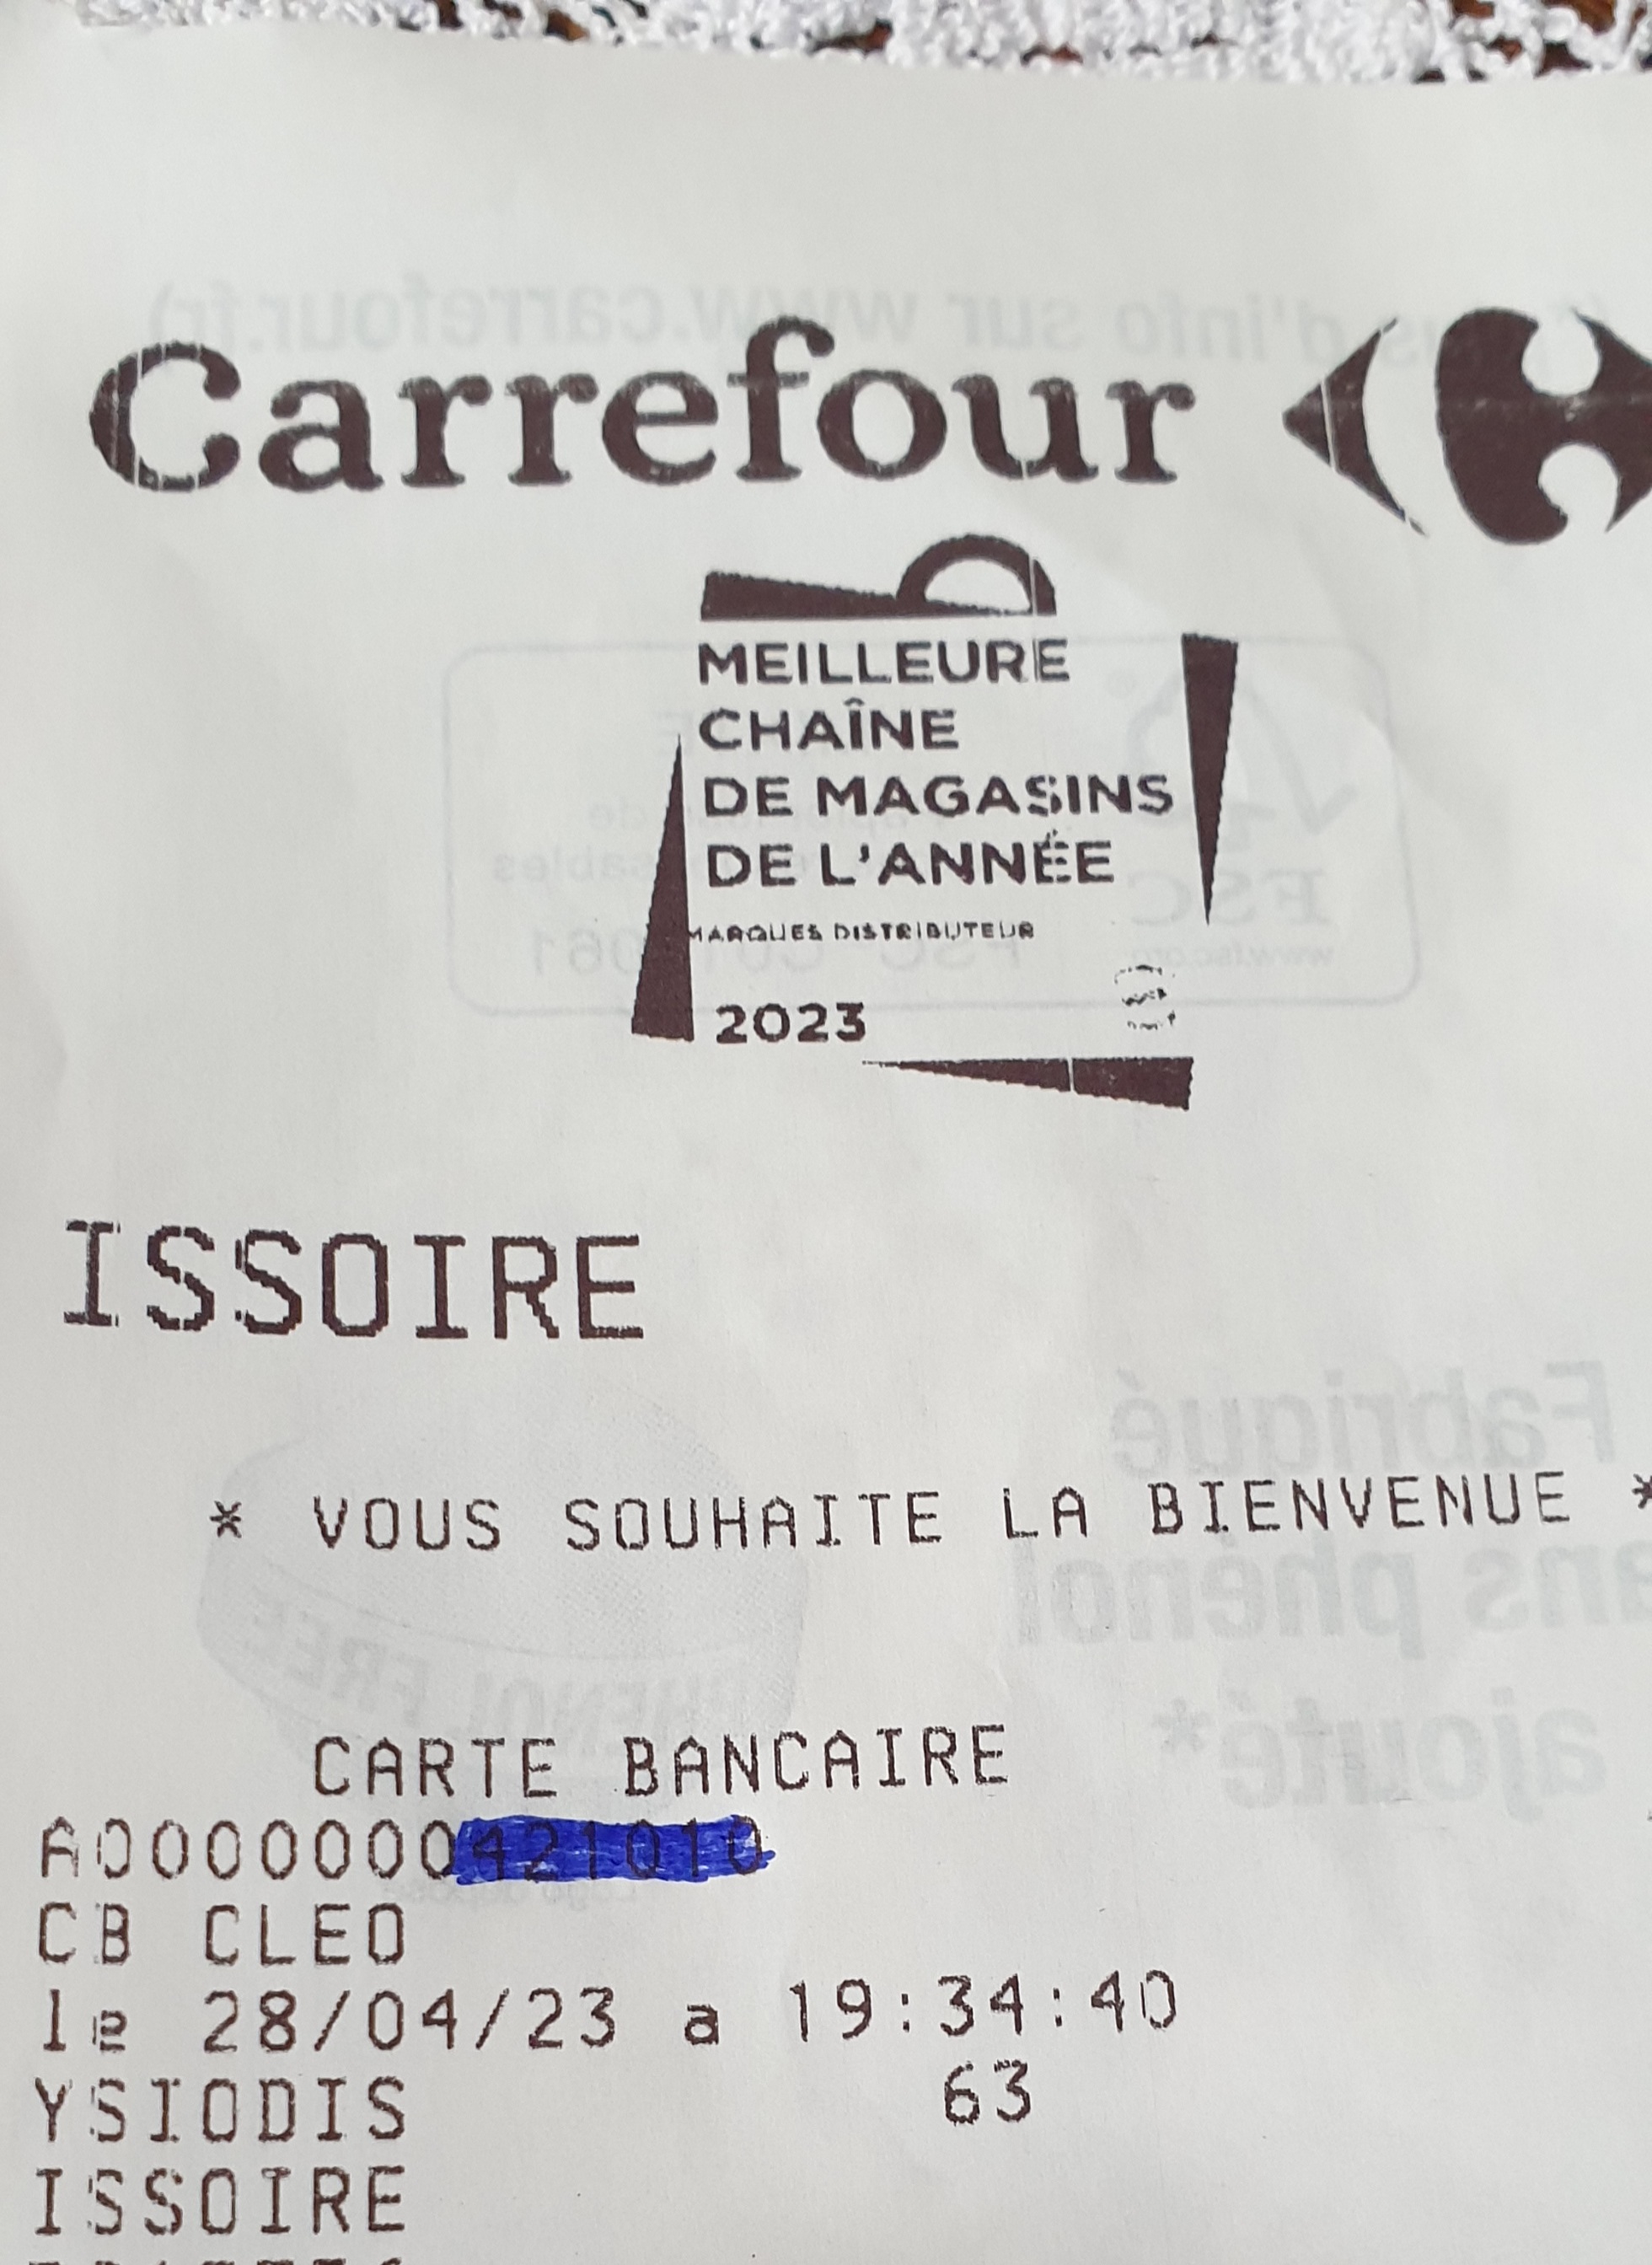 Carrefour
MEILLEURE
CHAÎNE
DE MAGASINS
DE L'ANNÉE
MARQUES DISTRIBUTEUR
2023
ISSOIRE
* VOUS SOUHAITE LA BIENVENUE *
CARTE BANCAIRE
A0000000421010
CB CLEO
le 28/04/23 a 19:34:40
YSIODIS 63
ISSOIRE